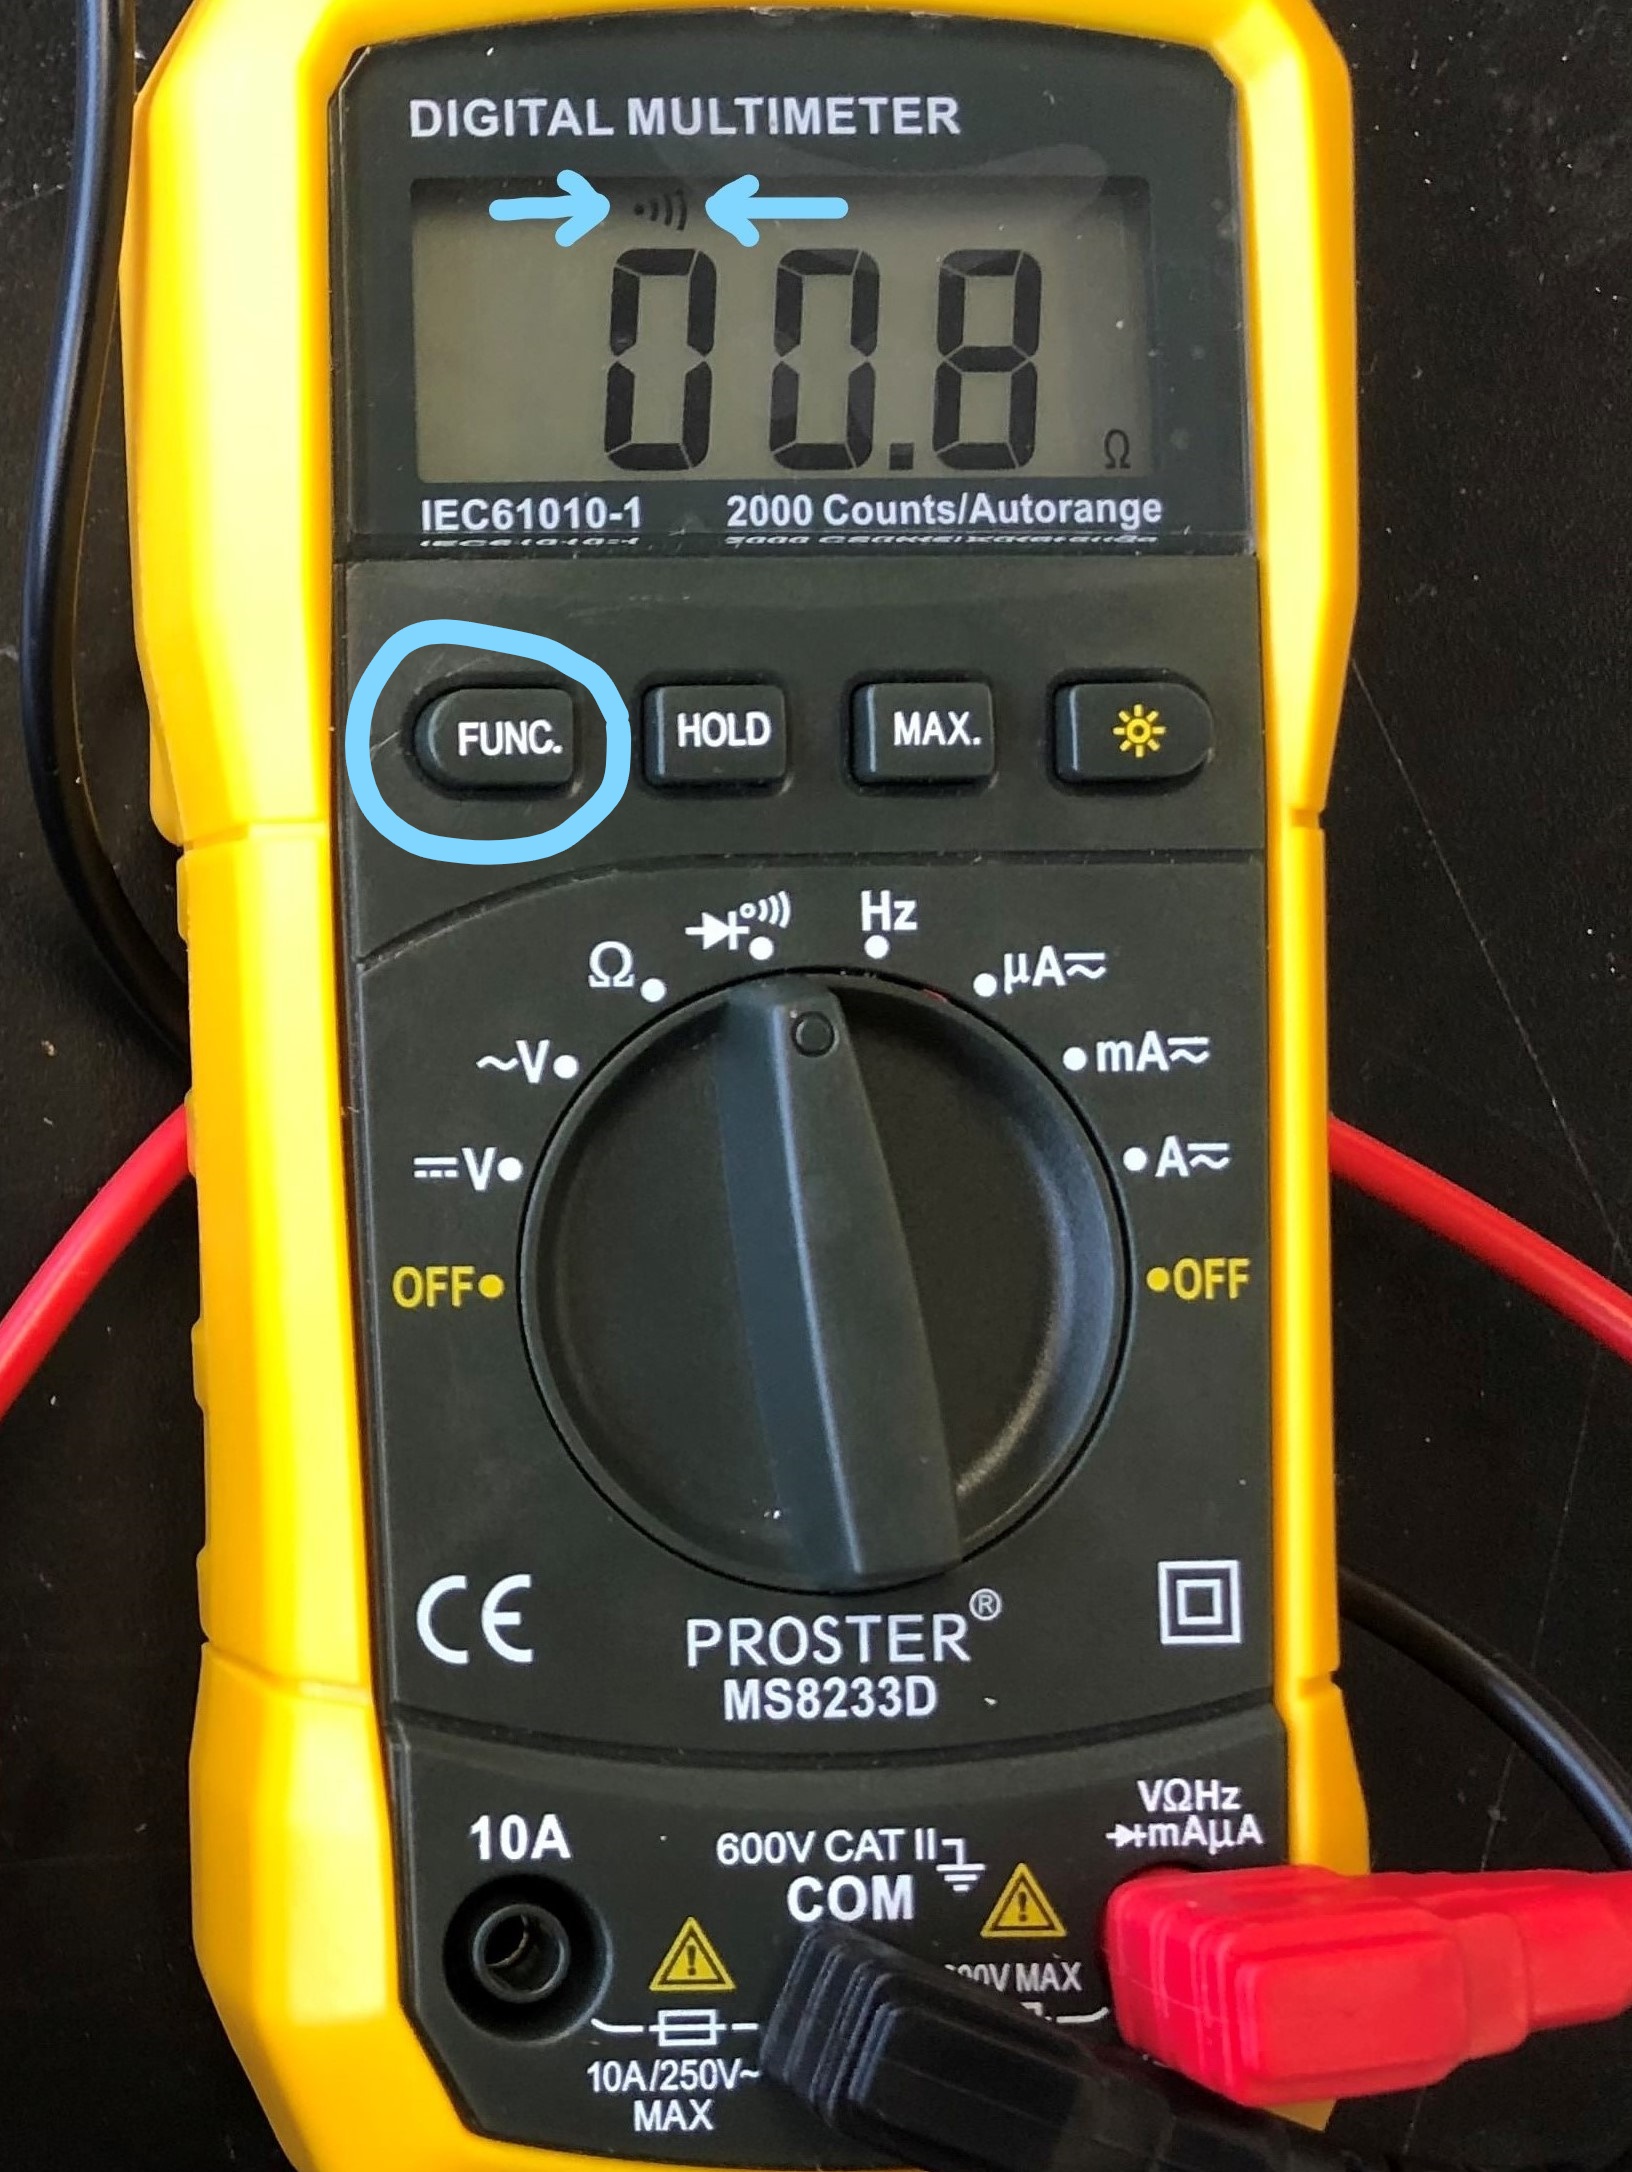 DIGITAL MULTIMETER
00.8
Ω
IEC61010-1 2000 Counts/Autorange
FUNC. HOLD MAX.
Hz
Ω μA
~V mA
V A
OFF OFF
CE
PROSTER®
MS8233D
VΩHz
mAμA
10A 600V CAT II
COM
MAX
10A/250V~
MAX